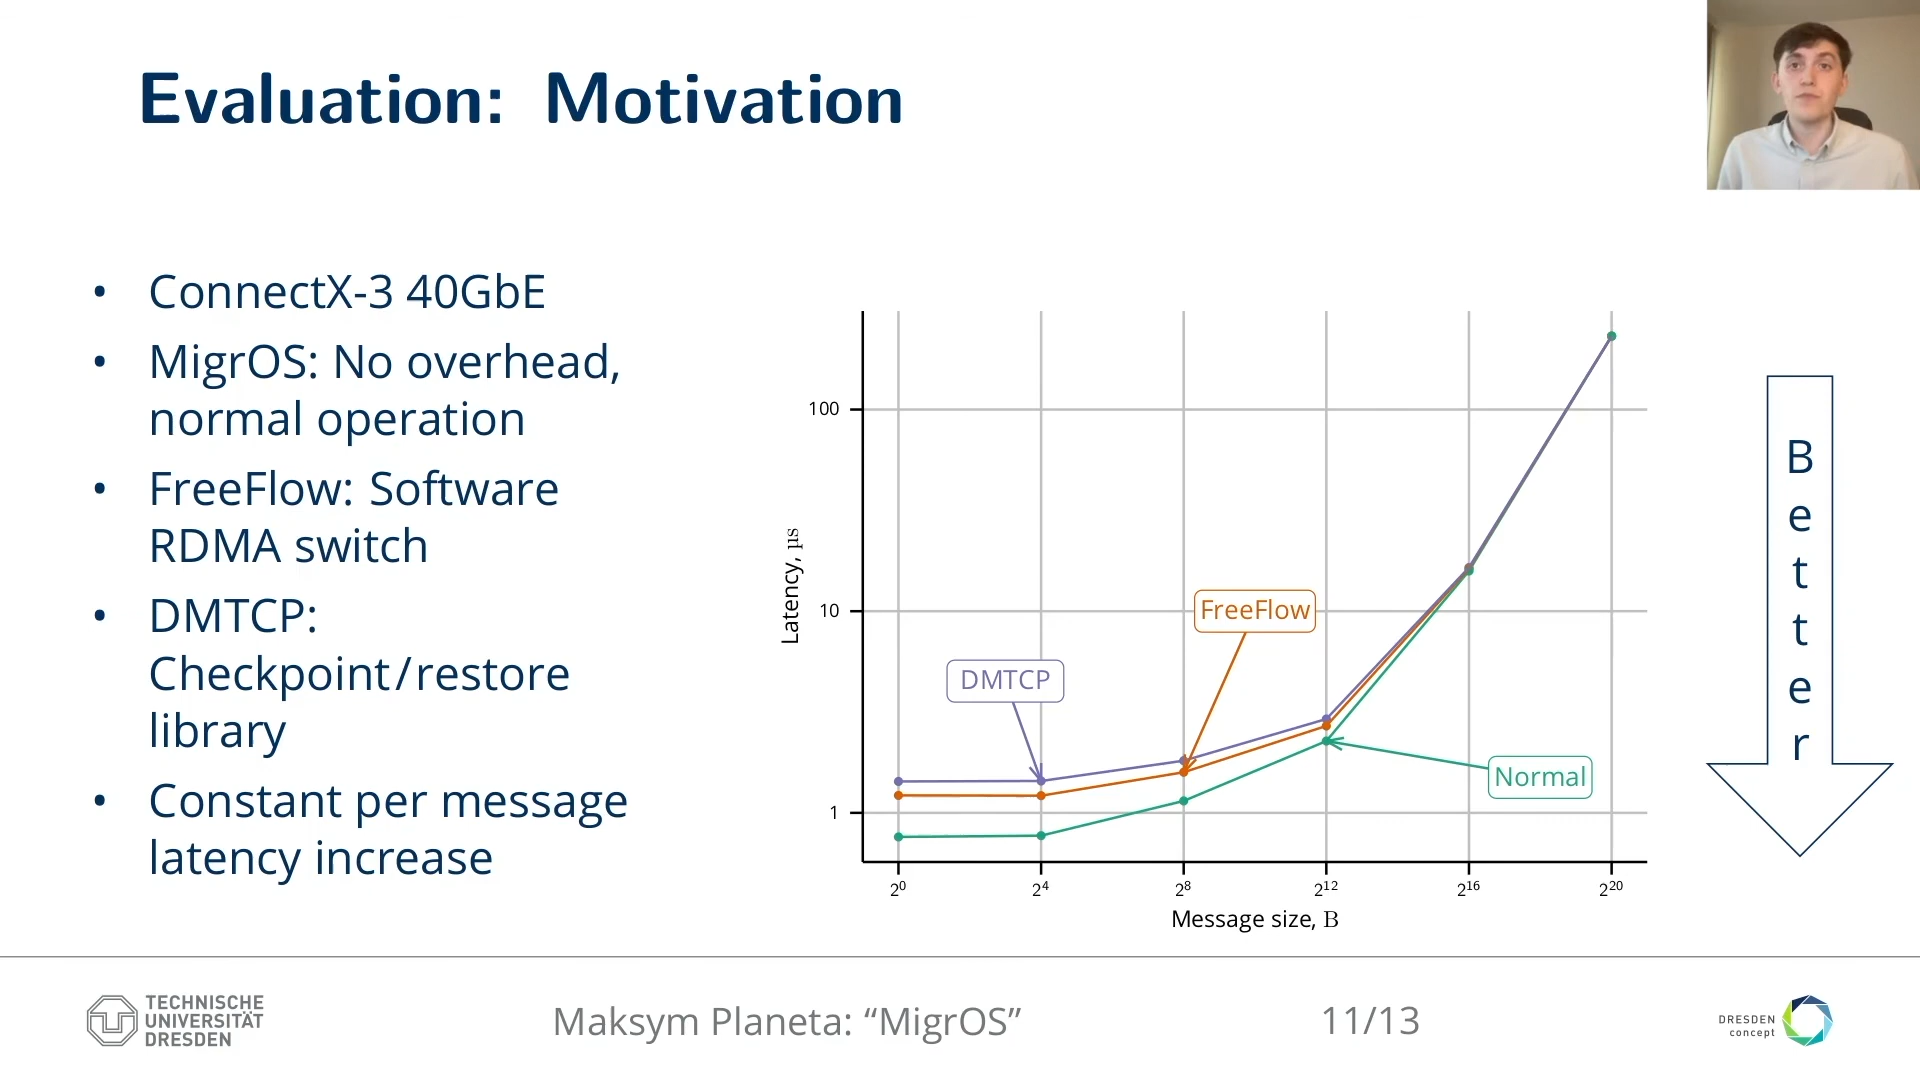 Evaluation: Motivation
• ConnectX-3 40GbE
• MigrOS: No overhead,
normal operation
• FreeFlow: Software
RDMA switch
• DMTCP:
Checkpoint/restore
library
• Constant per message
latency increase
Latency, µs
100
10
1
DMTCP
FreeFlow
Normal
2⁰ 2⁴ 2⁸ 2¹² 2¹⁶ 2²⁰
Message size, B
B
e
t
t
e
r
TECHNISCHE
UNIVERSITÄT
DRESDEN
Maksym Planeta: “MigrOS”
11/13
DRESDEN
concept